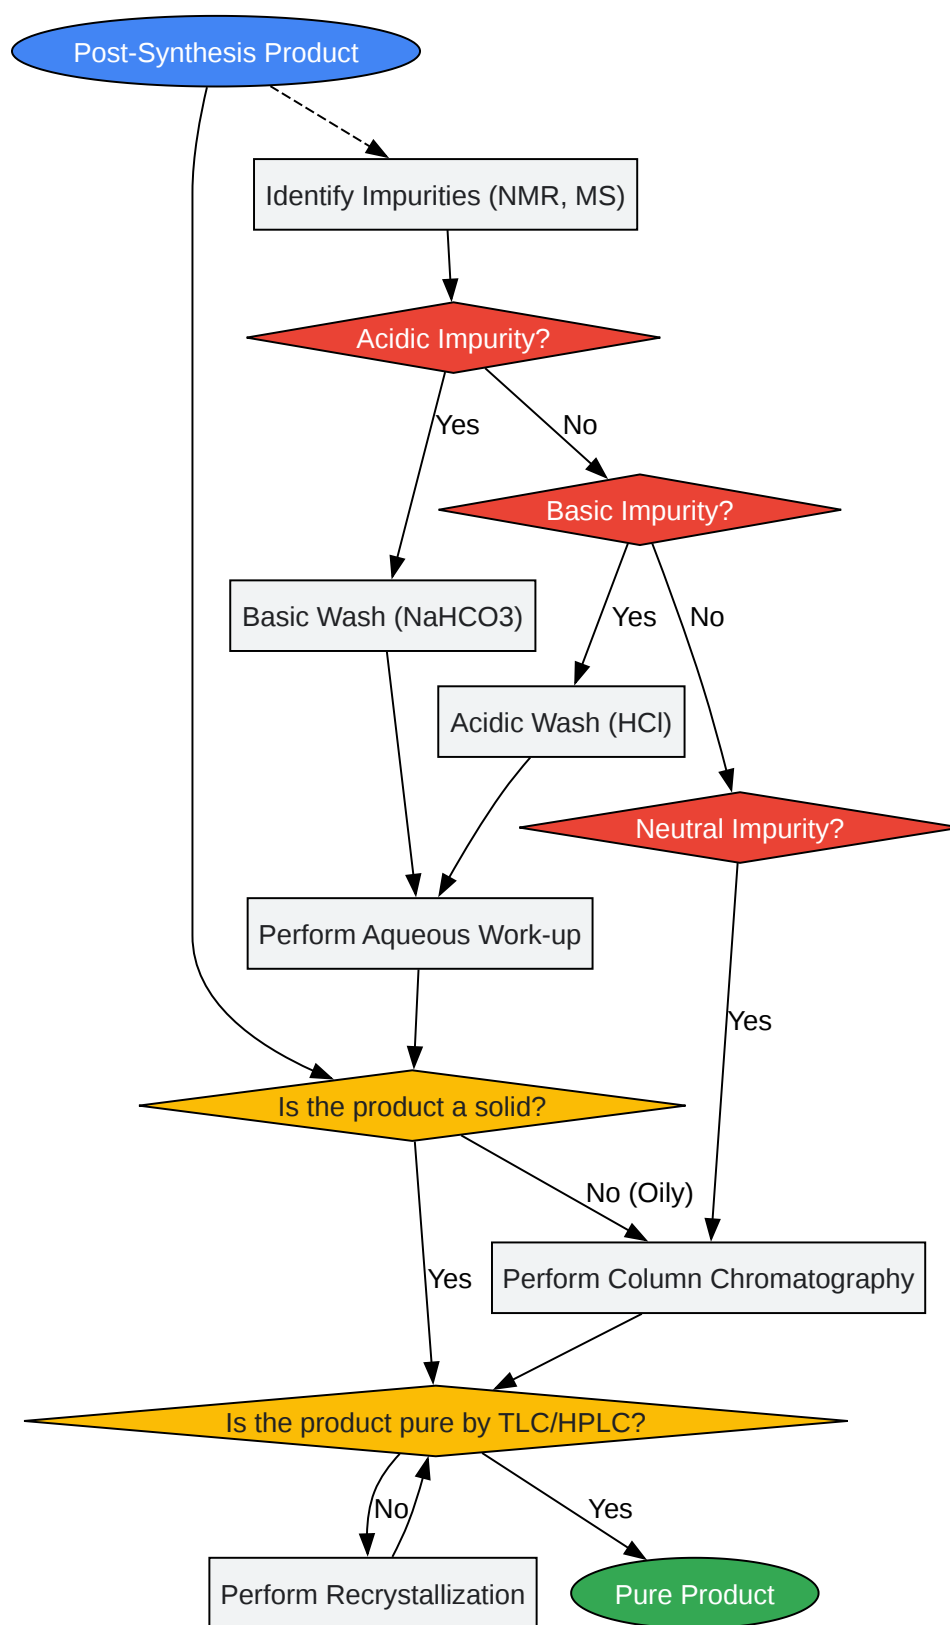 Post-Synthesis Product
Identify Impurities (NMR, MS)
Acidic Impurity?
Yes
No
Basic Impurity?
Basic Wash (NaHCO3)
Yes
No
Acidic Wash (HCl)
Neutral Impurity?
Perform Aqueous Work-up
Yes
Is the product a solid?
No (Oily)
Yes
Perform Column Chromatography
Is the product pure by TLC/HPLC?
No
Yes
Perform Recrystallization
Pure Product